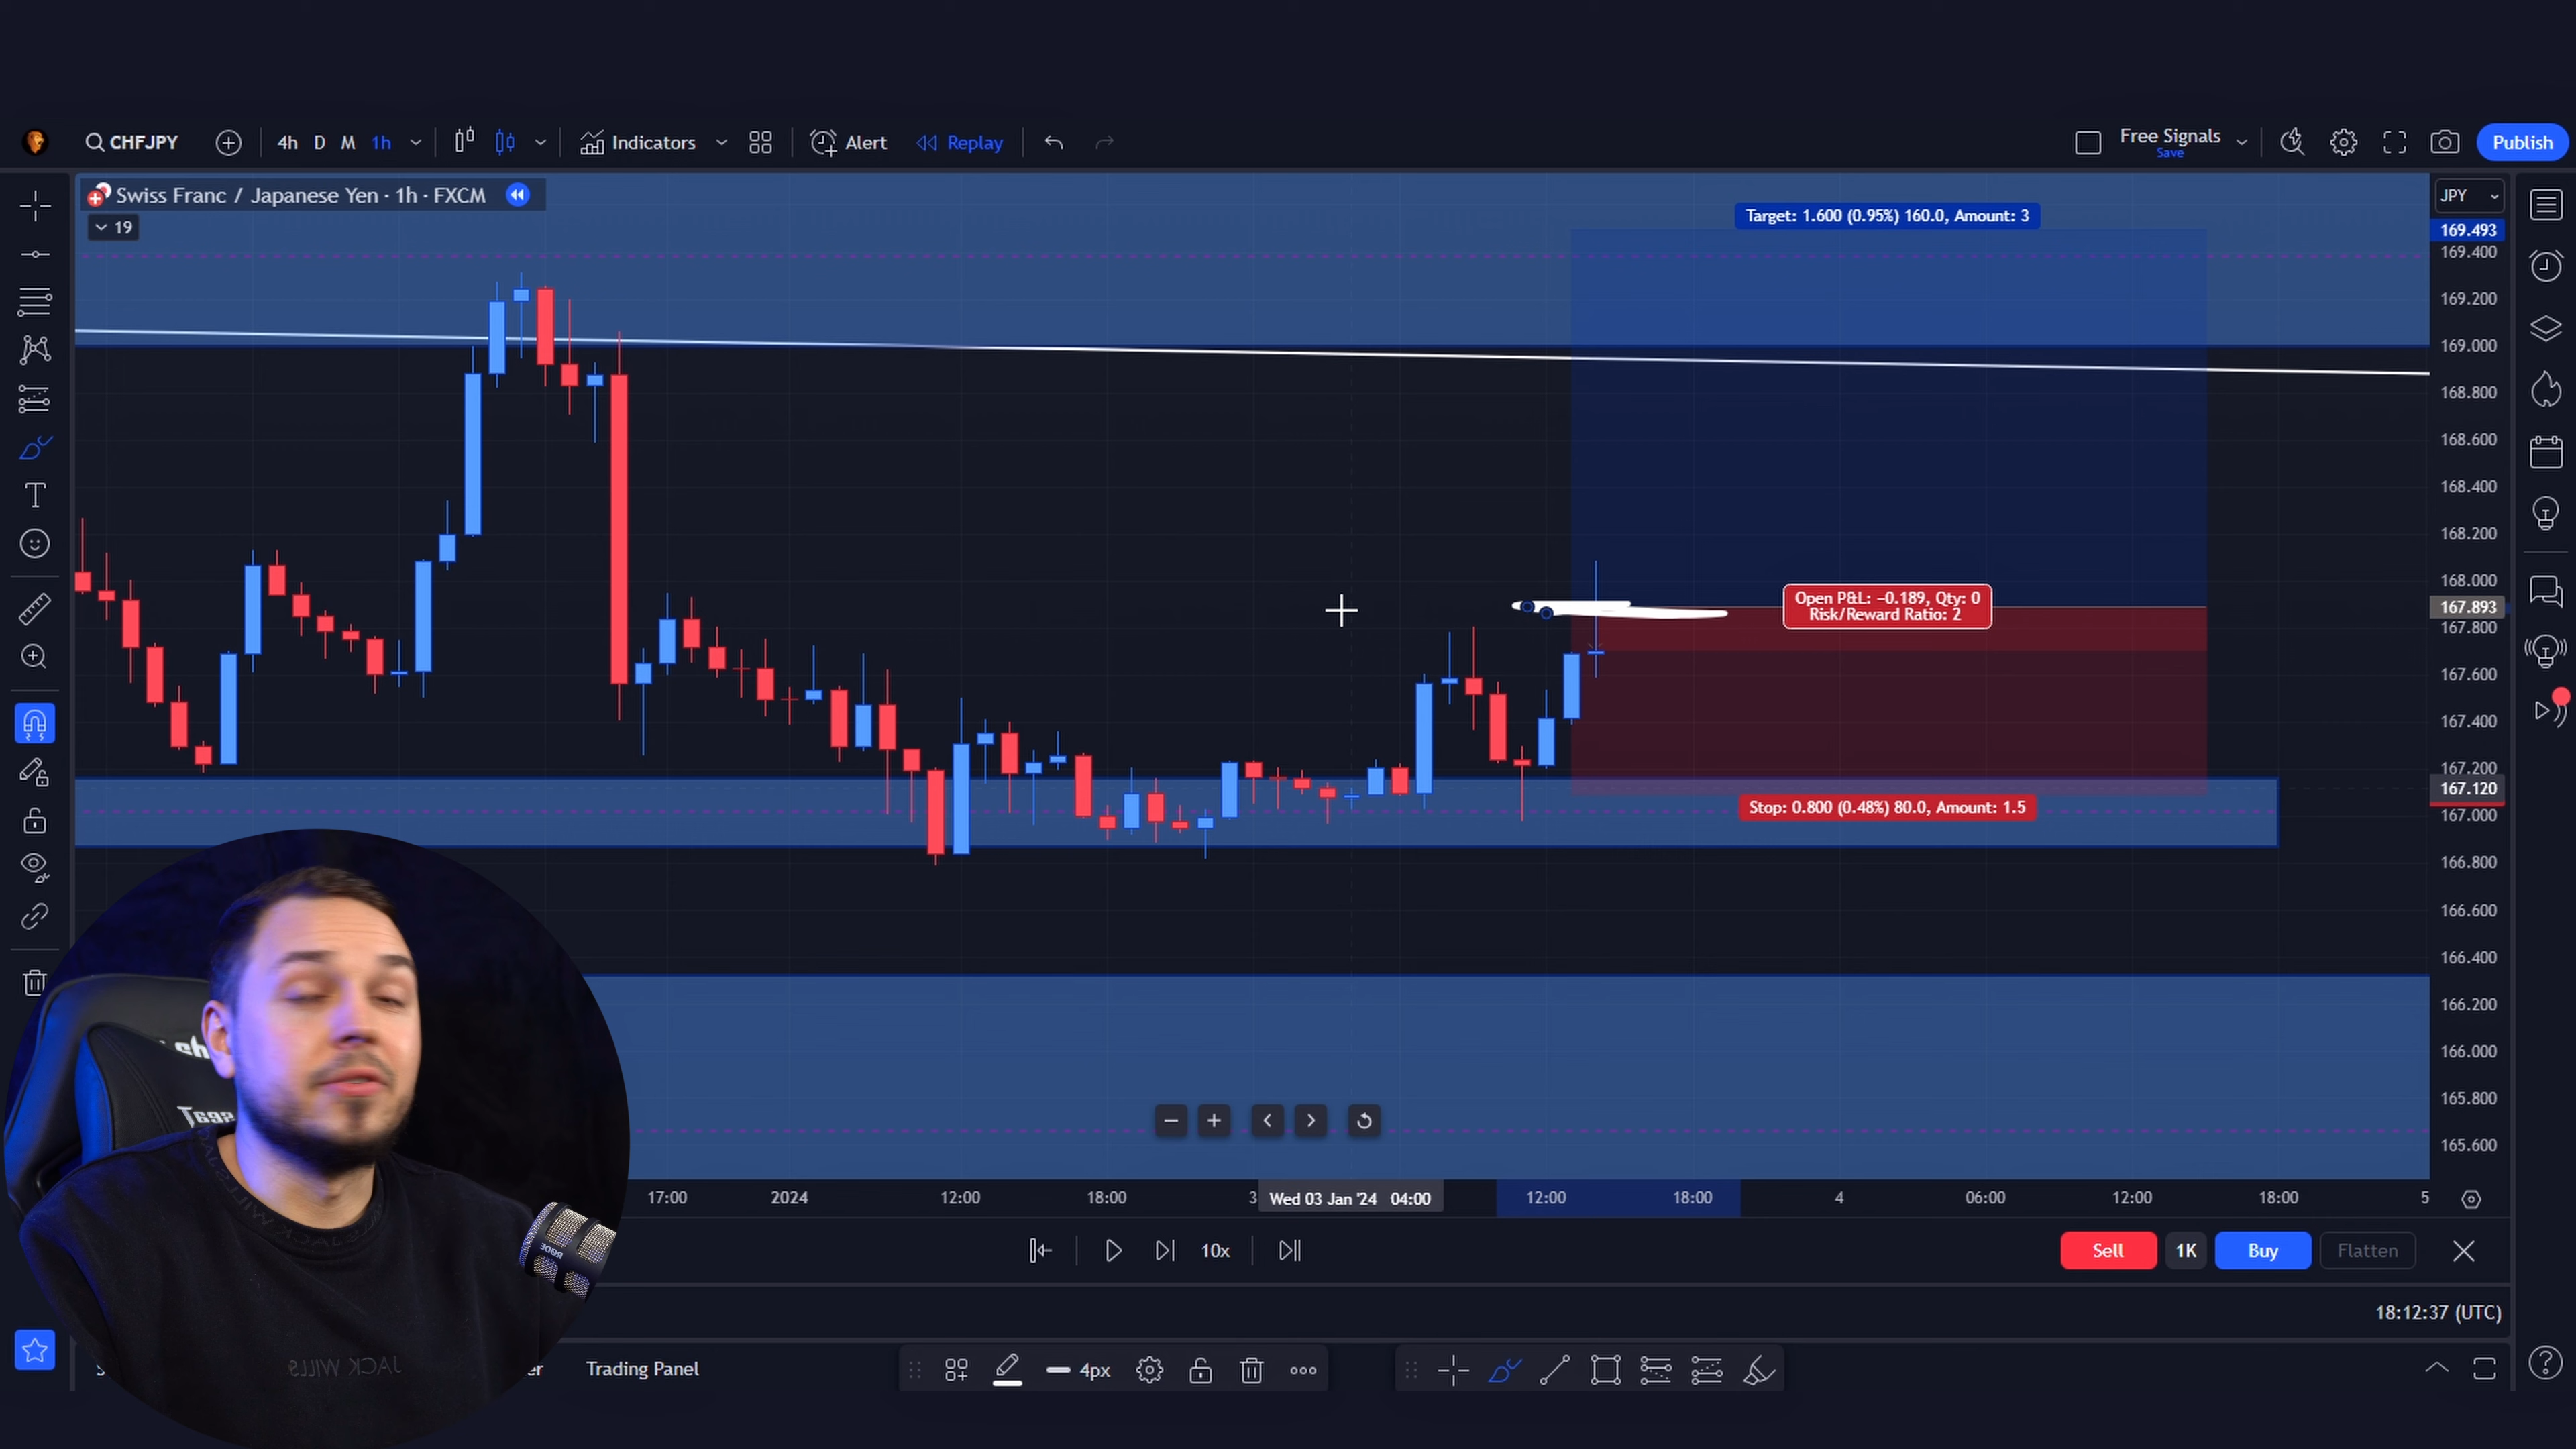 CHFJPY
4h D M 1h
Indicators
Alert
Replay
Free Signals
Save
Publish
Swiss Franc / Japanese Yen · 1h · FXCM
19
JPY
Target: 1.600 (0.95%) 160.0, Amount: 3
169.493
169.400
169.200
169.000
168.800
168.600
168.400
168.200
168.000
Open P&L: −0.189, Qty: 0
Risk/Reward Ratio: 2
167.893
167.800
167.600
167.400
167.200
167.120
Stop: 0.800 (0.48%) 80.0, Amount: 1.5
167.000
166.800
166.600
166.400
166.200
166.000
165.800
165.600
17:00 2024 12:00 18:00 3 Wed 03 Jan '24 04:00 12:00 18:00 4 06:00 12:00 18:00 5
10x
Sell 1K Buy Flatten
18:12:37 (UTC)
Trading Panel
4px
RODE
JACK WILLS